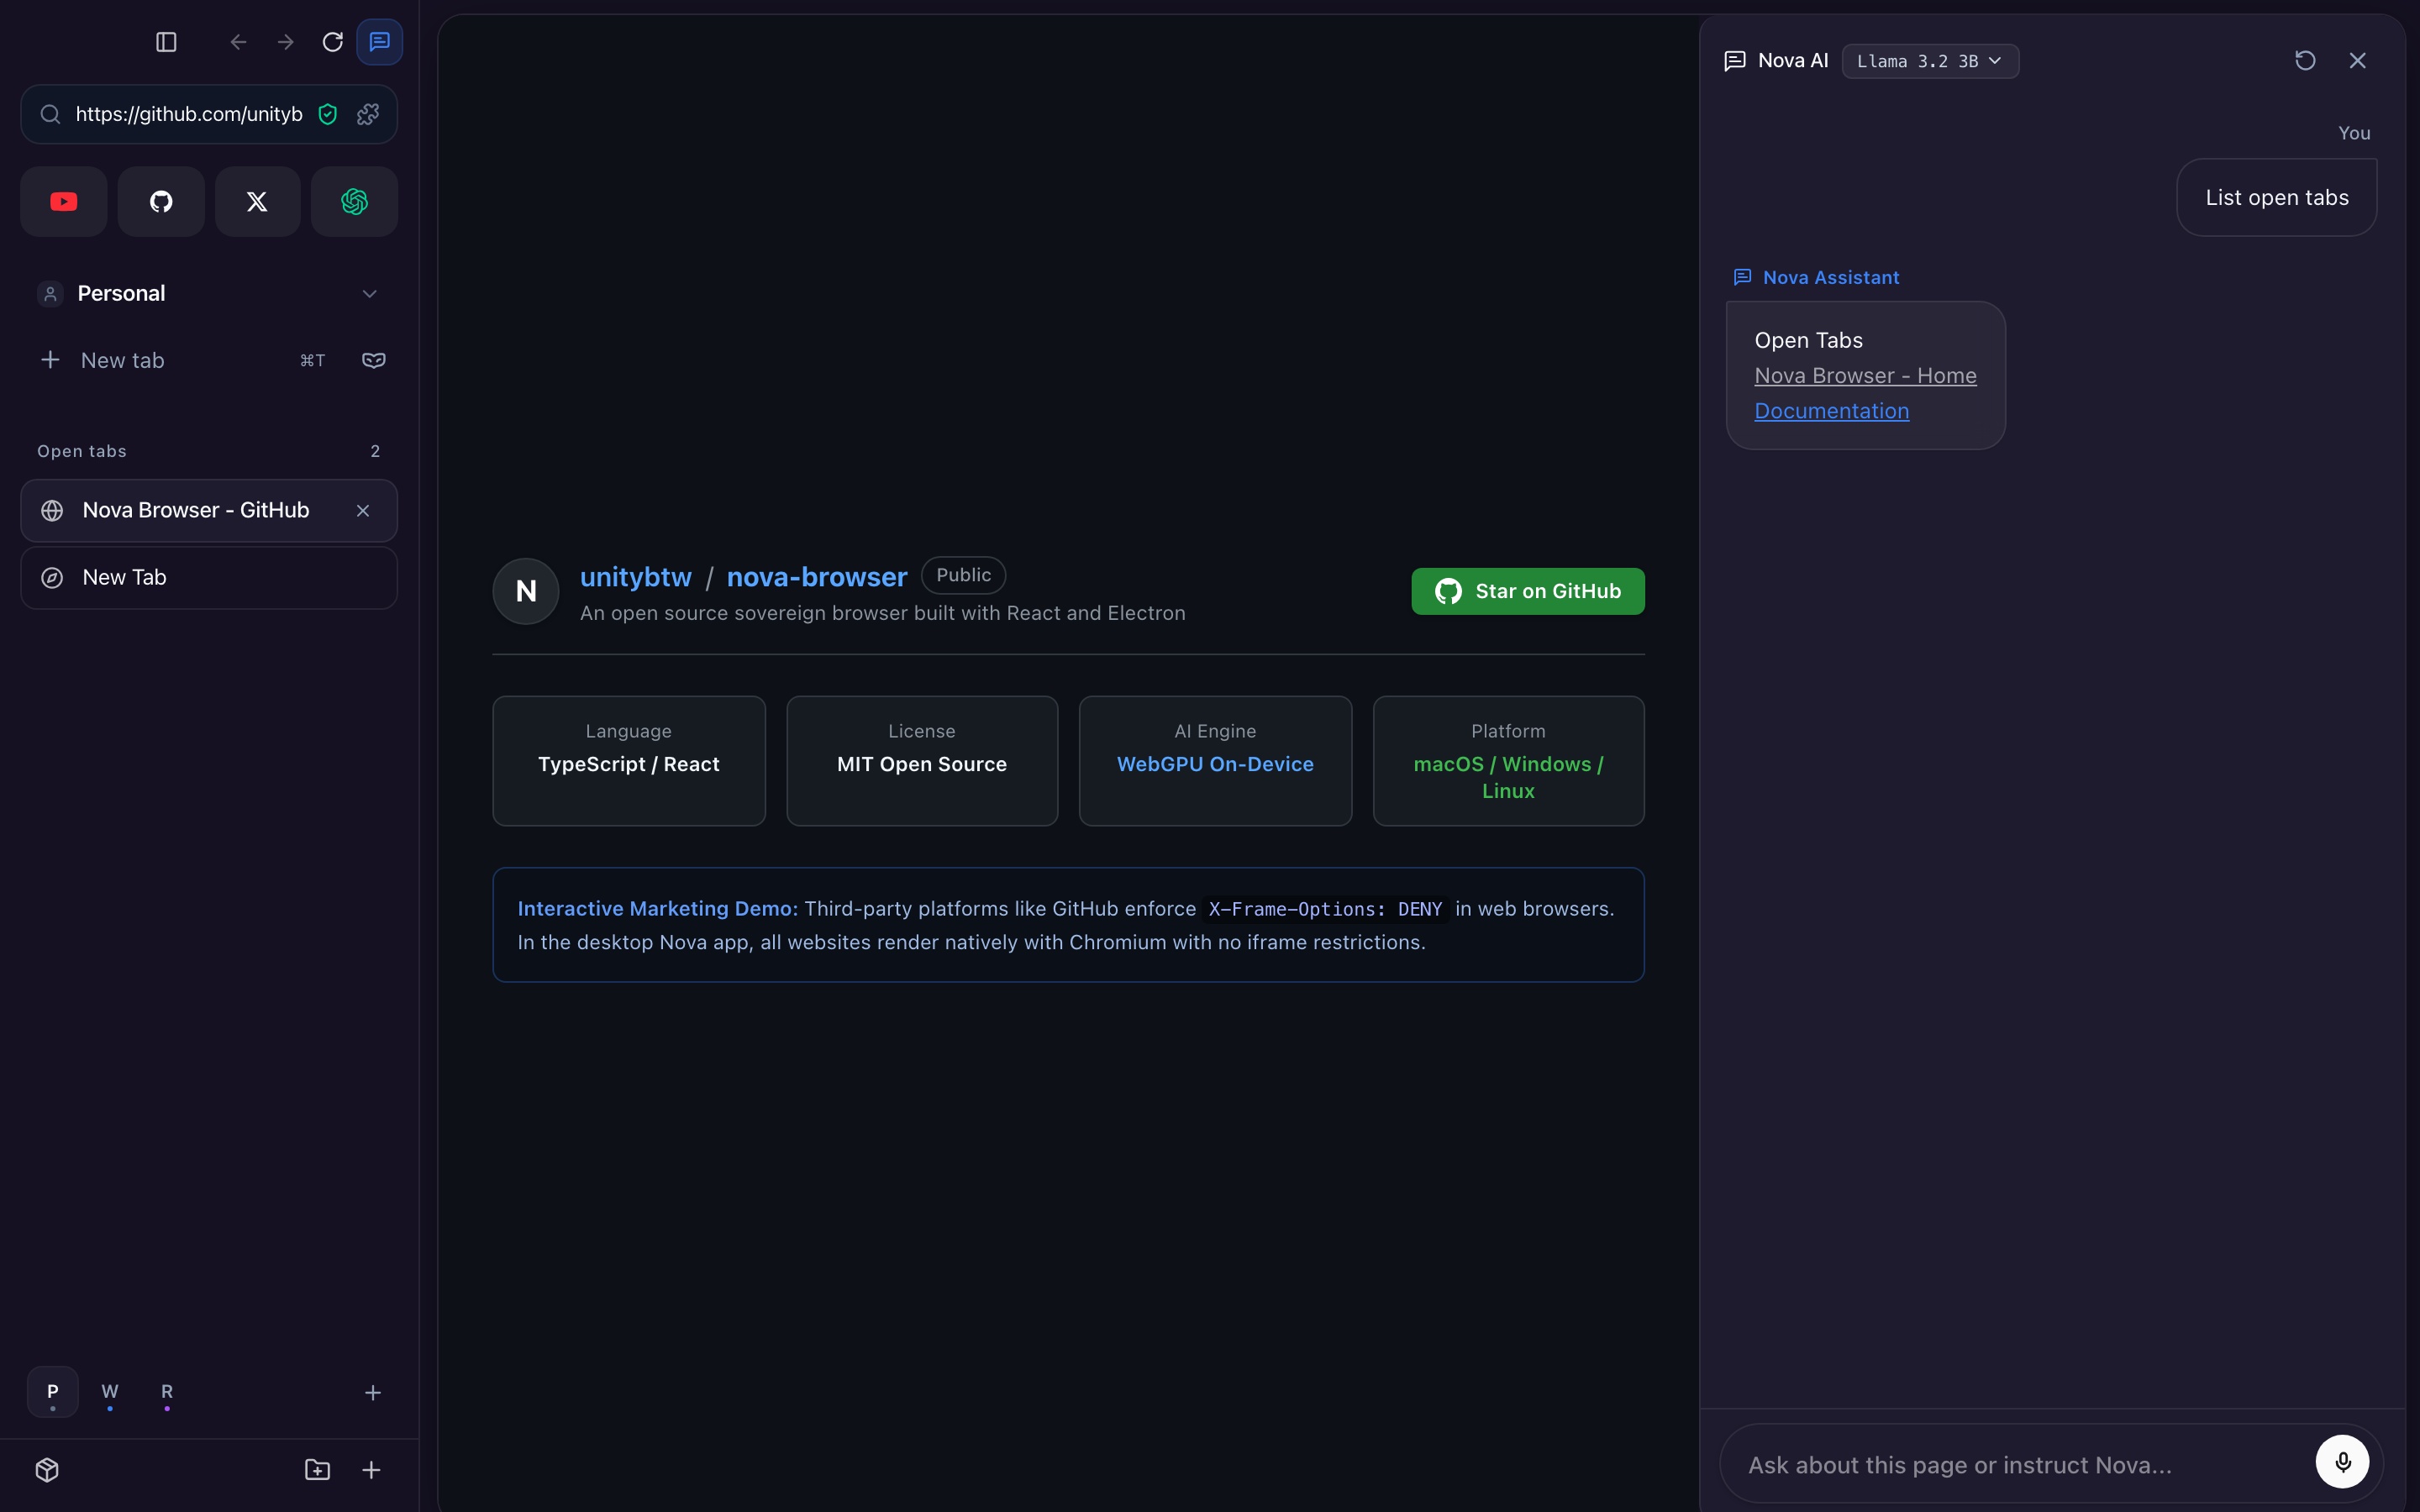 https://github.com/unityb
Personal
New tab
⌘T
Open tabs
2
Nova Browser - GitHub
New Tab
P
W
R
N
unitybtw / nova-browser
Public
An open source sovereign browser built with React and Electron
Star on GitHub
Language
TypeScript / React
License
MIT Open Source
AI Engine
WebGPU On-Device
Platform
macOS / Windows /
Linux
Interactive Marketing Demo: Third-party platforms like GitHub enforce X-Frame-Options: DENY in web browsers.
In the desktop Nova app, all websites render natively with Chromium with no iframe restrictions.
Nova AI
Llama 3.2 3B
You
List open tabs
Nova Assistant
Open Tabs
Nova Browser - Home
Documentation
Ask about this page or instruct Nova...